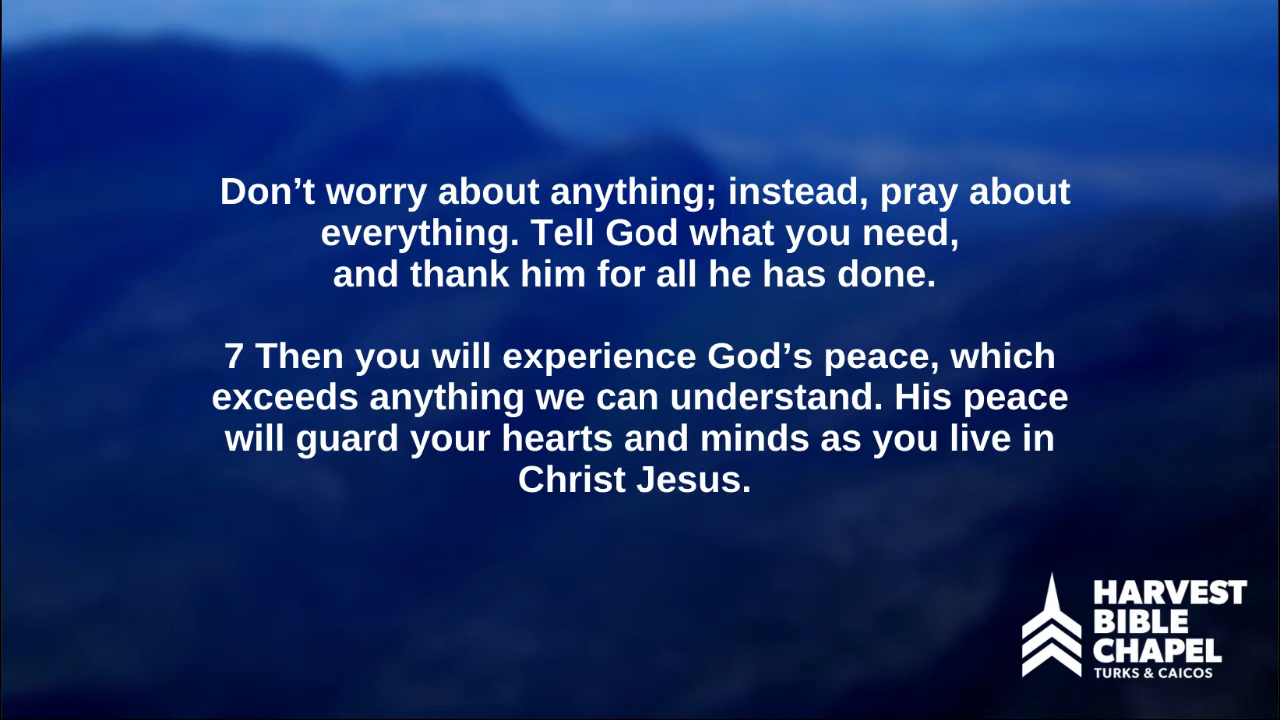 Don’t worry about anything; instead, pray about
everything. Tell God what you need,
and thank him for all he has done.
7 Then you will experience God’s peace, which
exceeds anything we can understand. His peace
will guard your hearts and minds as you live in
Christ Jesus.
HARVEST
BIBLE
CHAPEL
TURKS & CAICOS